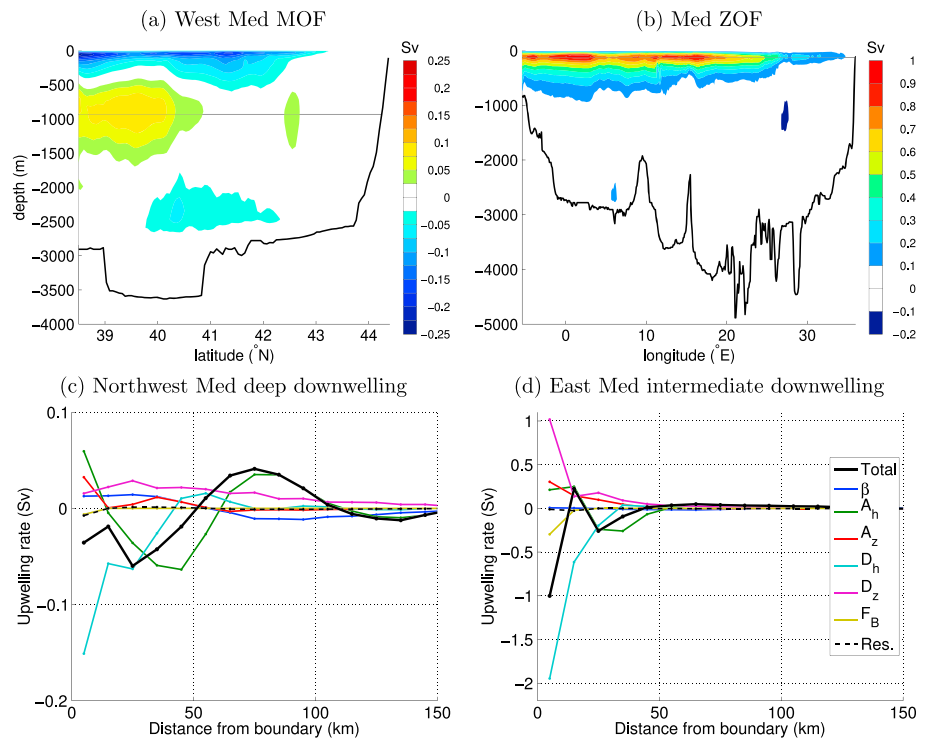 (a) West Med MOF
Sv
0
−500
−1000
−1500
−2000
−2500
−3000
−3500
−4000
depth (m)
39 40 41 42 43 44
latitude (°N)
0.25
0.2
0.15
0.1
0.05
0
−0.05
−0.1
−0.15
−0.2
−0.25
(b) Med ZOF
Sv
0
−1000
−2000
−3000
−4000
−5000
0 10 20 30
longitude (°E)
1
0.9
0.8
0.7
0.6
0.5
0.4
0.3
0.2
0.1
0
−0.1
−0.2
(c) Northwest Med deep downwelling
0.1
0
−0.1
−0.2
Upwelling rate (Sv)
0 50 100 150
Distance from boundary (km)
(d) East Med intermediate downwelling
1
0.5
0
−0.5
−1
−1.5
−2
Upwelling rate (Sv)
0 50 100 150
Distance from boundary (km)
Total
β
A_h
A_z
D_h
D_z
F_B
Res.